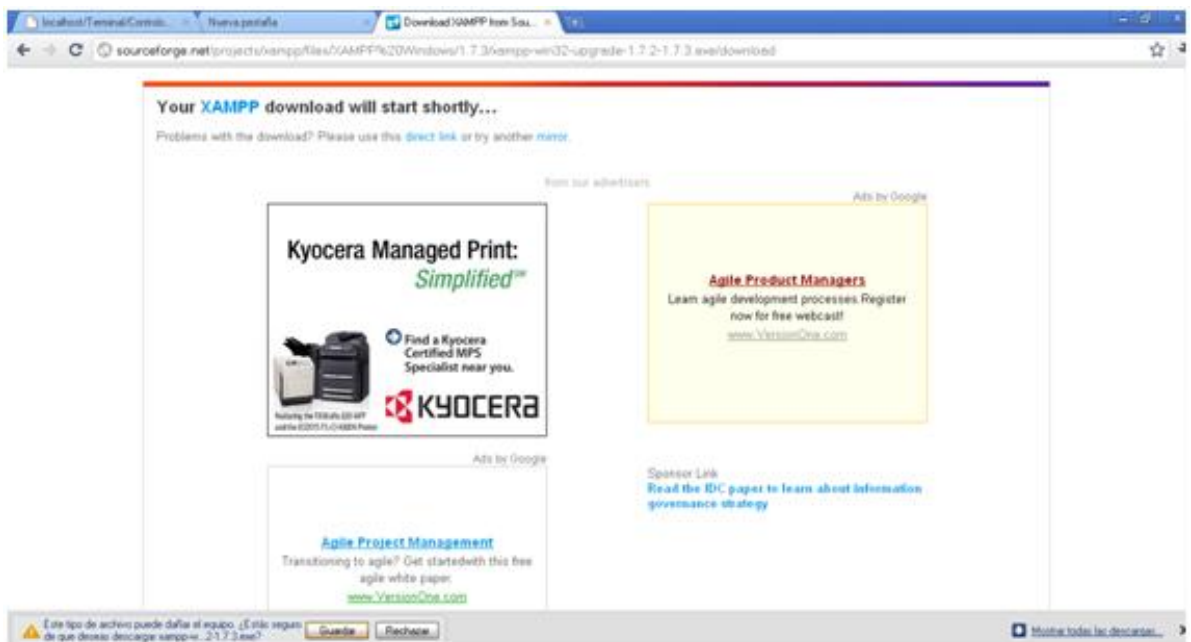 localhost/Terminal/Controls...
Nueva pestaña
Download XAMPP from Sou...
sourceforge.net/projects/xampp/files/XAMPP%20Windows/1.7.3/xampp-win32-upgrade-1.7.2-1.7.3.exe/download
Your XAMPP download will start shortly...
Problems with the download? Please use this direct link or try another mirror.
from our advertisers
Ads by Google
Kyocera Managed Print:
Simplified℠
Find a Kyocera
Certified MPS
Specialist near you.
KYOCERA
Agile Product Managers
Learn agile development processes. Register
now for free webcast!
www.VersionOne.com
Ads by Google
Agile Project Management
Transitioning to agile? Get startedwith this free
agile white paper.
www.VersionOne.com
Sponsor Link
Read the IDC paper to learn about information
governance strategy
Este tipo de archivo puede dañar el equipo. ¿Estás seguro
de que deseas descargar xampp-w...2-1.7.3.exe?
Guardar
Rechazar
Mostrar todas las descargas...